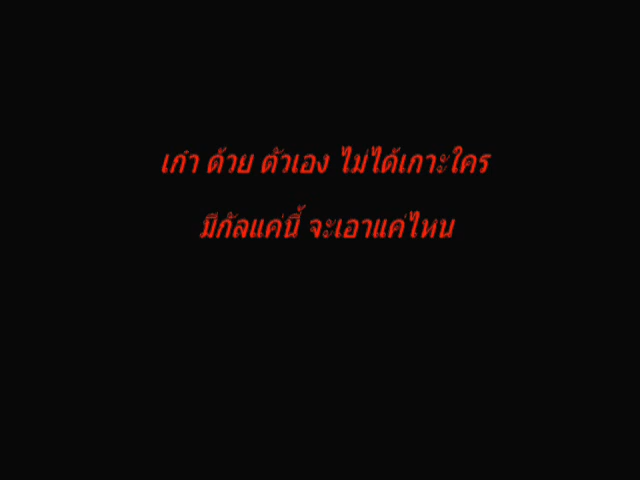 เก๋า ด้วย ตัวเอง ไม่ได้เกาะใคร
มีกัลแค่นี้ จะเอาแค่ไหน